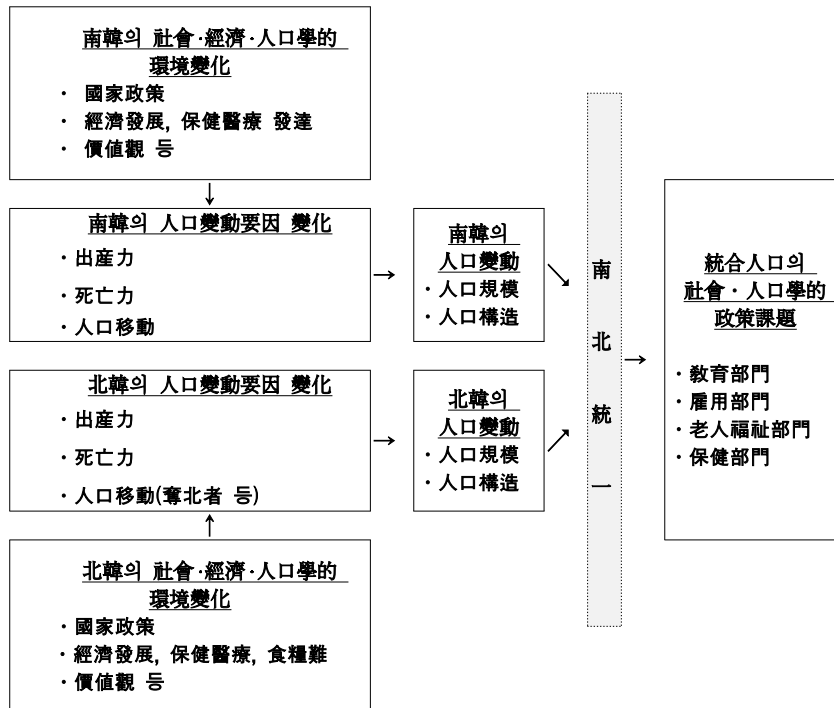 南韓의 社會·經濟·人口學的
環境變化
· 國家政策
· 經濟發展, 保健醫療 發達
· 價値觀 등
↓
南韓의 人口變動要因 變化
· 出産力
· 死亡力
· 人口移動
→
南韓의
人口變動
· 人口規模
· 人口構造
↘
北韓의 人口變動要因 變化
· 出産力
· 死亡力
· 人口移動(奪北者 등)
→
北韓의
人口變動
· 人口規模
· 人口構造
↗
↑
北韓의 社會·經濟·人口學的
環境變化
· 國家政策
· 經濟發展, 保健醫療, 食糧難
· 價値觀 등
南
北
統
一
→
統合人口의
社會·人口學的
政策課題
· 敎育部門
· 雇用部門
· 老人福祉部門
· 保健部門